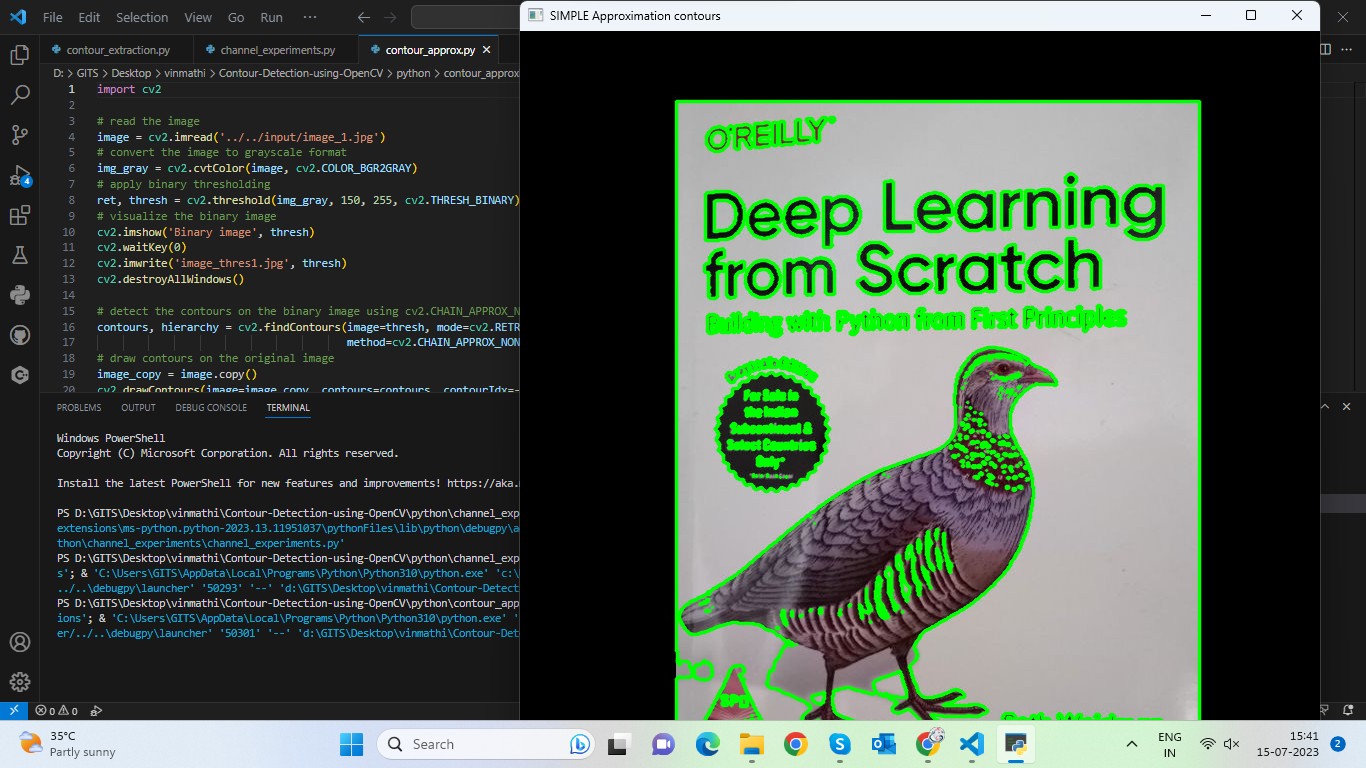 File Edit Selection View Go Run ···
SIMPLE Approximation contours
contour_extraction.py channel_experiments.py contour_approx.py
D: > GITS > Desktop > vinmathi > Contour-Detection-using-OpenCV > python > contour_approx
1 import cv2
2
3 # read the image
4 image = cv2.imread('../../input/image_1.jpg')
5 # convert the image to grayscale format
6 img_gray = cv2.cvtColor(image, cv2.COLOR_BGR2GRAY)
7 # apply binary thresholding
8 ret, thresh = cv2.threshold(img_gray, 150, 255, cv2.THRESH_BINARY)
9 # visualize the binary image
10 cv2.imshow('Binary image', thresh)
11 cv2.waitKey(0)
12 cv2.imwrite('image_thres1.jpg', thresh)
13 cv2.destroyAllWindows()
14
15 # detect the contours on the binary image using cv2.CHAIN_APPROX_N
16 contours, hierarchy = cv2.findContours(image=thresh, mode=cv2.RETR
17 method=cv2.CHAIN_APPROX_NON
18 # draw contours on the original image
19 image_copy = image.copy()
20 cv2.drawContours(image=image_copy, contours=contours, contourIdx=-
4
PROBLEMS OUTPUT DEBUG CONSOLE TERMINAL
Windows PowerShell
Copyright (C) Microsoft Corporation. All rights reserved.
Install the latest PowerShell for new features and improvements! https://aka.
PS D:\GITS\Desktop\vinmathi\Contour-Detection-using-OpenCV\python\channel_exp
extensions\ms-python.python-2023.13.11951037\pythonFiles\lib\python\debugpy\a
thon\channel_experiments\channel_experiments.py'
PS D:\GITS\Desktop\vinmathi\Contour-Detection-using-OpenCV\python\channel_exp
s'; & 'C:\Users\GITS\AppData\Local\Programs\Python\Python310\python.exe' 'c:\
../..\debugpy\launcher' '50293' '--' 'd:\GITS\Desktop\vinmathi\Contour-Detect
PS D:\GITS\Desktop\vinmathi\Contour-Detection-using-OpenCV\python\contour_app
ions'; & 'C:\Users\GITS\AppData\Local\Programs\Python\Python310\python.exe' '
er/../..\debugpy\launcher' '50301' '--' 'd:\GITS\Desktop\vinmathi\Contour-Det
0 0
O'REILLY
Deep Learning
from Scratch
Building with Python from First Principles
For Sale in
the Indian
Subcontinent &
Select Countries
Only*
SPD
35°C
Partly sunny
Search
ENG
IN
15:41
15-07-2023
2